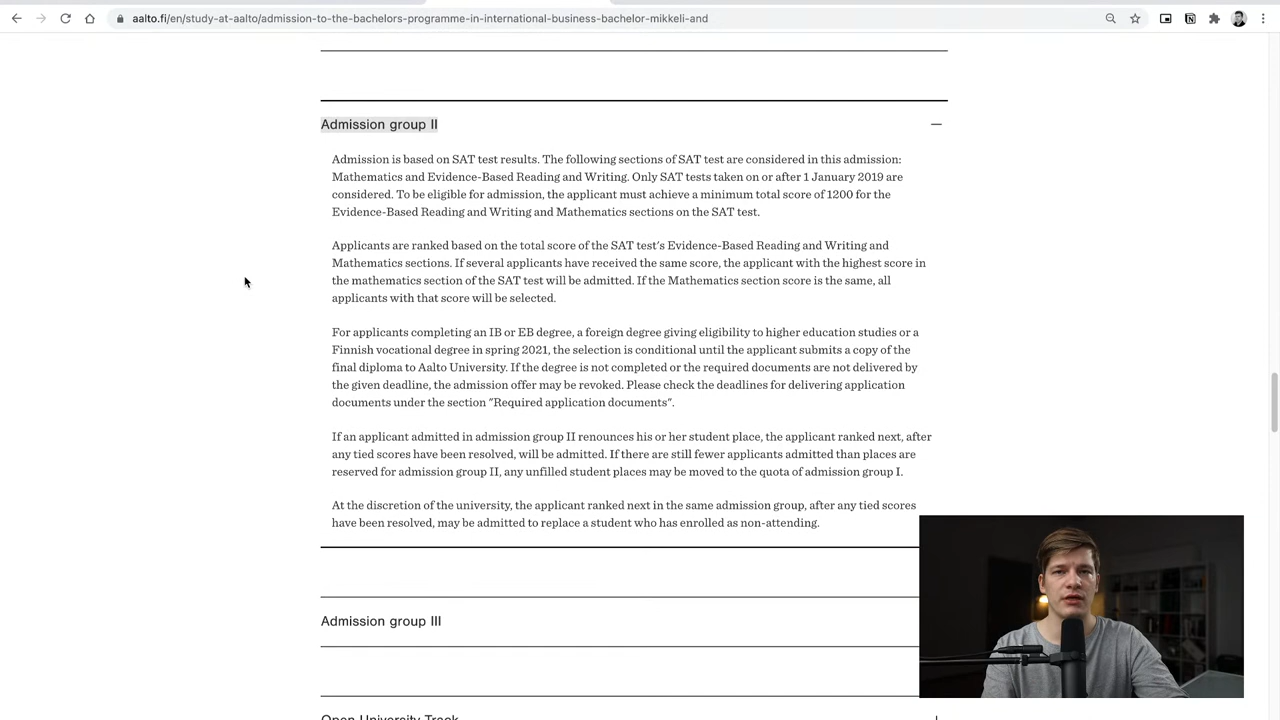 aalto.fi/en/study-at-aalto/admission-to-the-bachelors-programme-in-international-business-bachelor-mikkeli-and
Admission group II
Admission is based on SAT test results. The following sections of SAT test are considered in this admission:
Mathematics and Evidence-Based Reading and Writing. Only SAT tests taken on or after 1 January 2019 are
considered. To be eligible for admission, the applicant must achieve a minimum total score of 1200 for the
Evidence-Based Reading and Writing and Mathematics sections on the SAT test.
Applicants are ranked based on the total score of the SAT test's Evidence-Based Reading and Writing and
Mathematics sections. If several applicants have received the same score, the applicant with the highest score in
the mathematics section of the SAT test will be admitted. If the Mathematics section score is the same, all
applicants with that score will be selected.
For applicants completing an IB or EB degree, a foreign degree giving eligibility to higher education studies or a
Finnish vocational degree in spring 2021, the selection is conditional until the applicant submits a copy of the
final diploma to Aalto University. If the degree is not completed or the required documents are not delivered by
the given deadline, the admission offer may be revoked. Please check the deadlines for delivering application
documents under the section "Required application documents".
If an applicant admitted in admission group II renounces his or her student place, the applicant ranked next, after
any tied scores have been resolved, will be admitted. If there are still fewer applicants admitted than places are
reserved for admission group II, any unfilled student places may be moved to the quota of admission group I.
At the discretion of the university, the applicant ranked next in the same admission group, after any tied scores
have been resolved, may be admitted to replace a student who has enrolled as non-attending.
Admission group III
Open University Track